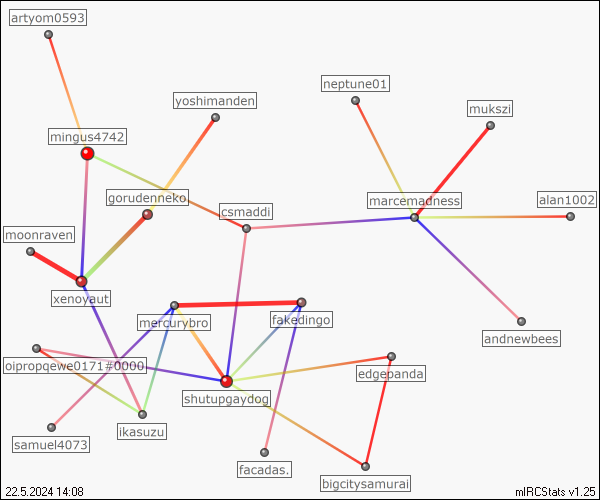 artyom0593
neptune01
yoshimanden
mukszi
mingus4742
gorudenneko
marcemadness
alan1002
csmaddi
moonraven
xenoyaut
mercurybro
fakedingo
andnewbees
oipropqewe0171#0000
edgepanda
shutupgaydog
ikasuzu
samuel4073
facadas.
bigcitysamurai
22.5.2024 14:08
mIRCStats v1.25